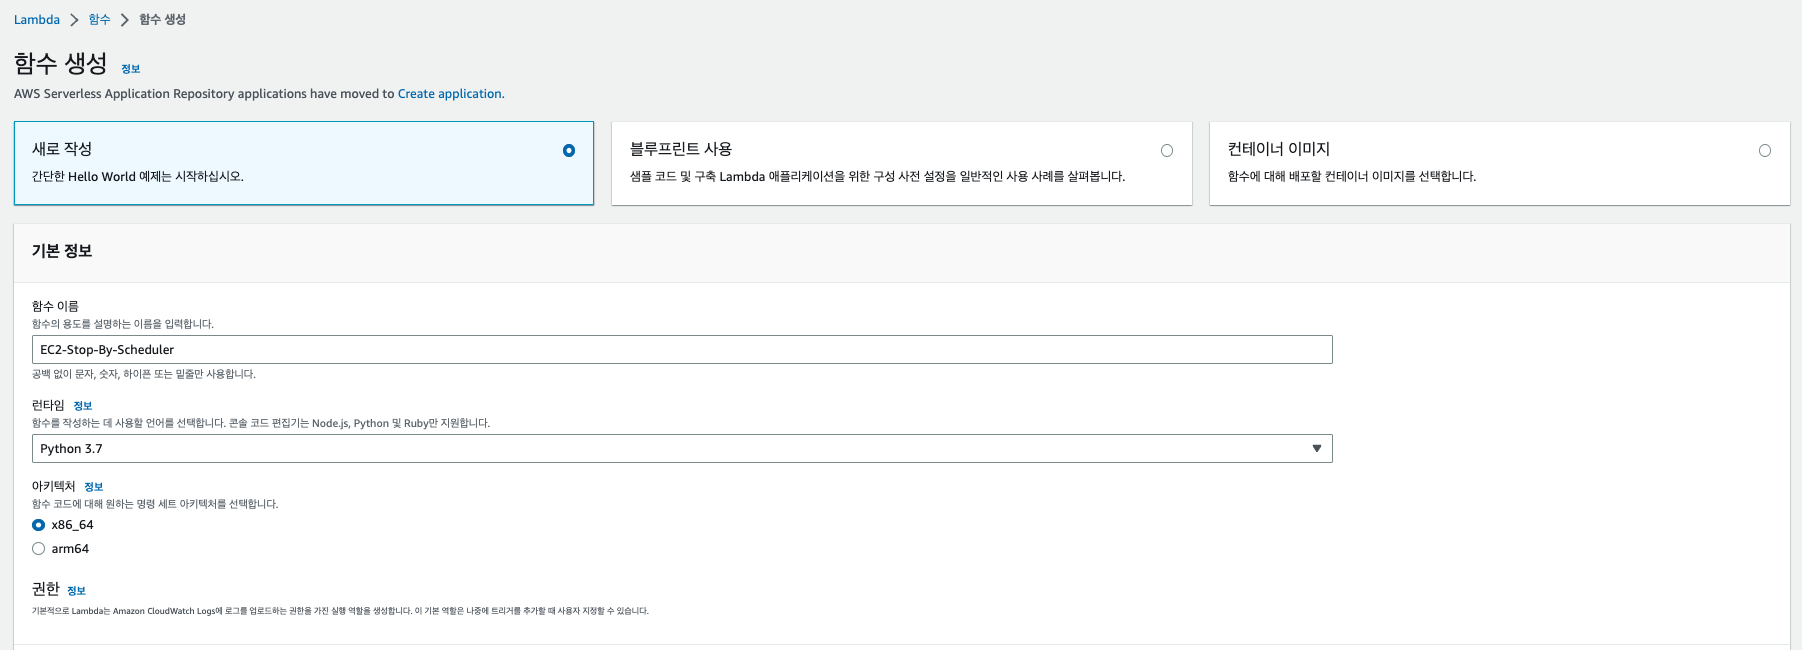 Lambda > 함수 > 함수 생성
함수 생성 정보
AWS Serverless Application Repository applications have moved to Create application.
새로 작성
간단한 Hello World 예제는 시작하십시오.
블루프린트 사용
샘플 코드 및 구축 Lambda 애플리케이션을 위한 구성 사전 설정을 일반적인 사용 사례를 살펴봅니다.
컨테이너 이미지
함수에 대해 배포할 컨테이너 이미지를 선택합니다.
기본 정보
함수 이름
함수의 용도를 설명하는 이름을 입력합니다.
EC2-Stop-By-Scheduler
공백 없이 문자, 숫자, 하이픈 또는 밑줄만 사용합니다.
런타임 정보
함수를 작성하는 데 사용할 언어를 선택합니다. 콘솔 코드 편집기는 Node.js, Python 및 Ruby만 지원합니다.
Python 3.7
아키텍처 정보
함수 코드에 대해 원하는 명령 세트 아키텍처를 선택합니다.
x86_64
arm64
권한 정보
기본적으로 Lambda는 Amazon CloudWatch Logs에 로그를 업로드하는 권한을 가진 실행 역할을 생성합니다. 이 기본 역할은 나중에 트리거를 추가할 때 사용자 지정할 수 있습니다.